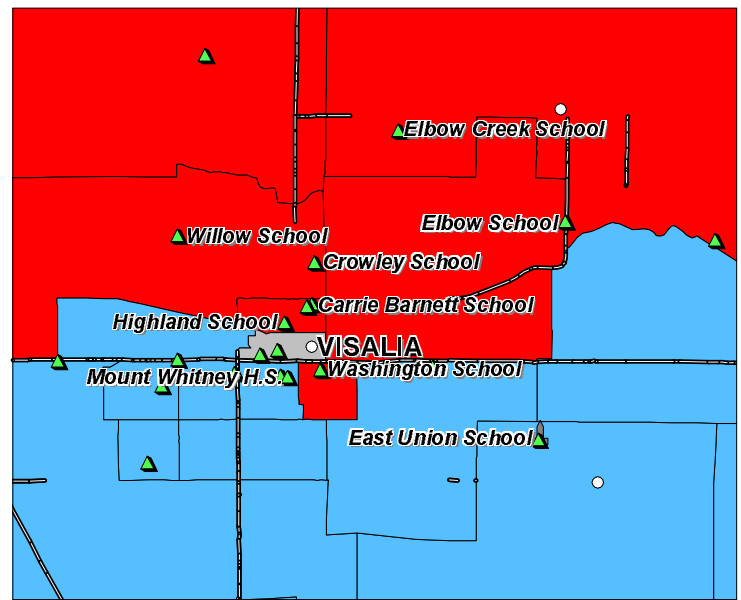 Elbow Creek School
Elbow School
Willow School
Crowley School
Carrie Barnett School
Highland School
VISALIA
Washington School
Mount Whitney H.S.
East Union School